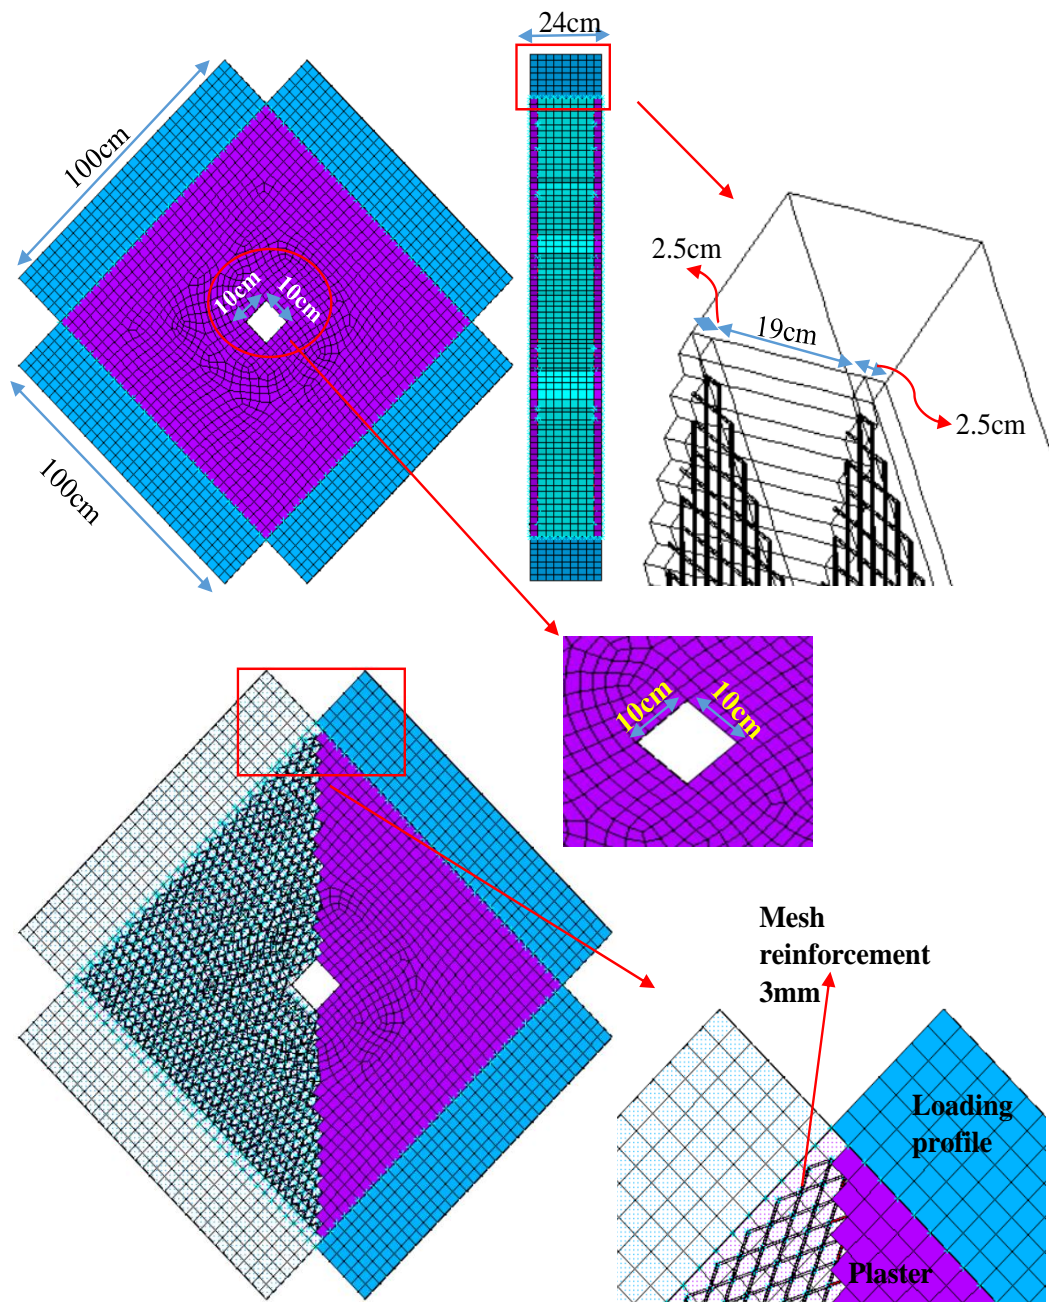 24cm
100cm
2.5cm
10cm
10cm
19cm
2.5cm
100cm
10cm
10cm
Mesh
reinforcement
3mm
Loading
profile
Plaster